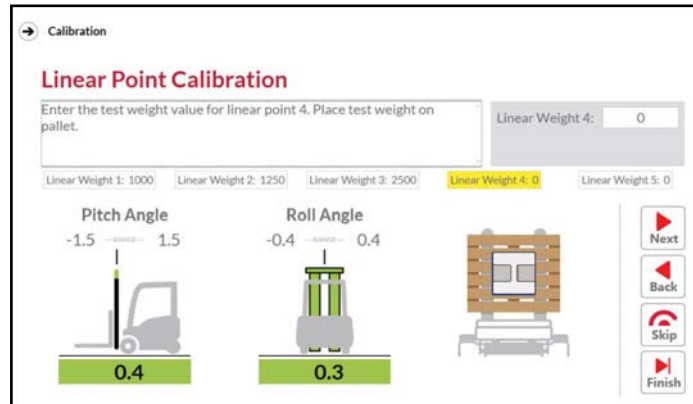 Calibration
Linear Point Calibration
Enter the test weight value for linear point 4. Place test weight on
pallet.
Linear Weight 4: 0
Linear Weight 1: 1000 Linear Weight 2: 1250 Linear Weight 3: 2500 Linear Weight 4: 0 Linear Weight 5: 0
Pitch Angle Roll Angle
-1.5 RANGE 1.5 -0.4 RANGE 0.4
Next
Back
Skip
Finish
0.4 0.3